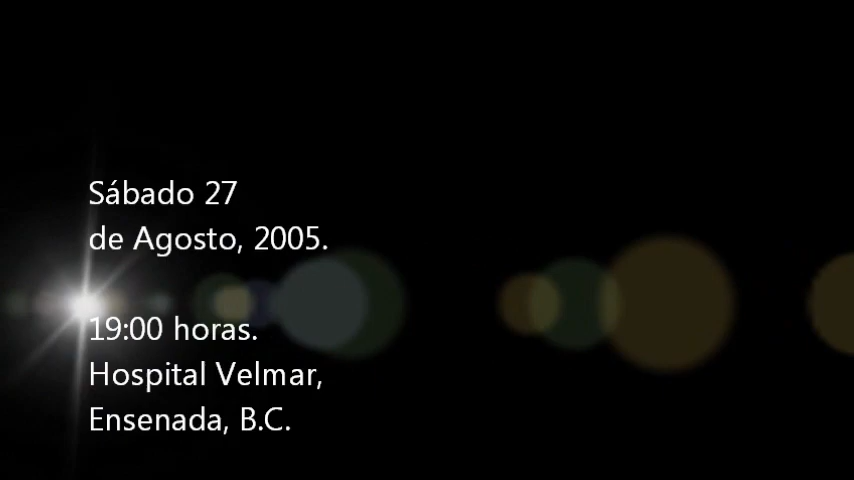 Sábado 27
de Agosto, 2005.
19:00 horas.
Hospital Velmar,
Ensenada, B.C.